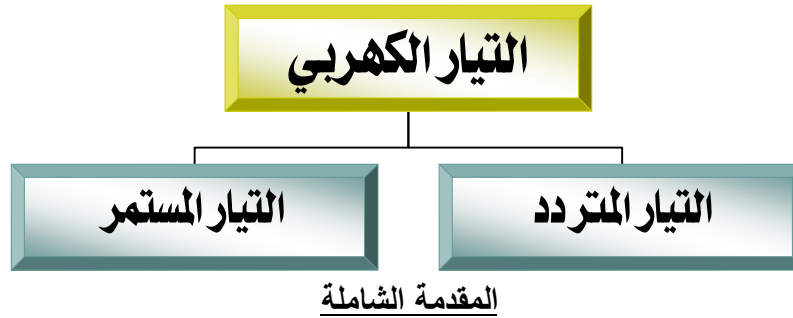 التيار الكهربي
التيار المتردد
التيار المستمر
المقدمة الشاملة